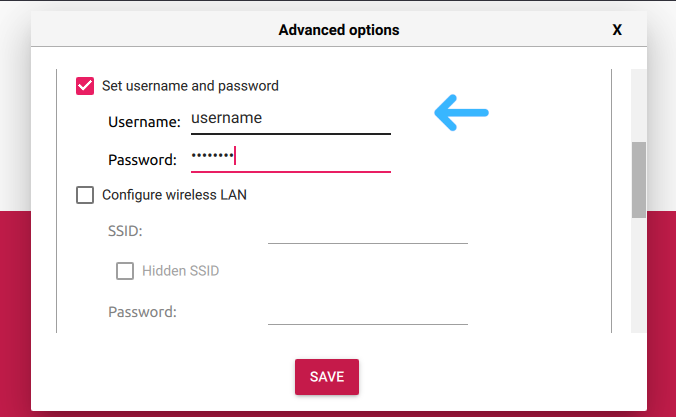 Advanced options
X
Set username and password
Username: username
Password: ••••••••
Configure wireless LAN
SSID:
Hidden SSID
Password:
SAVE